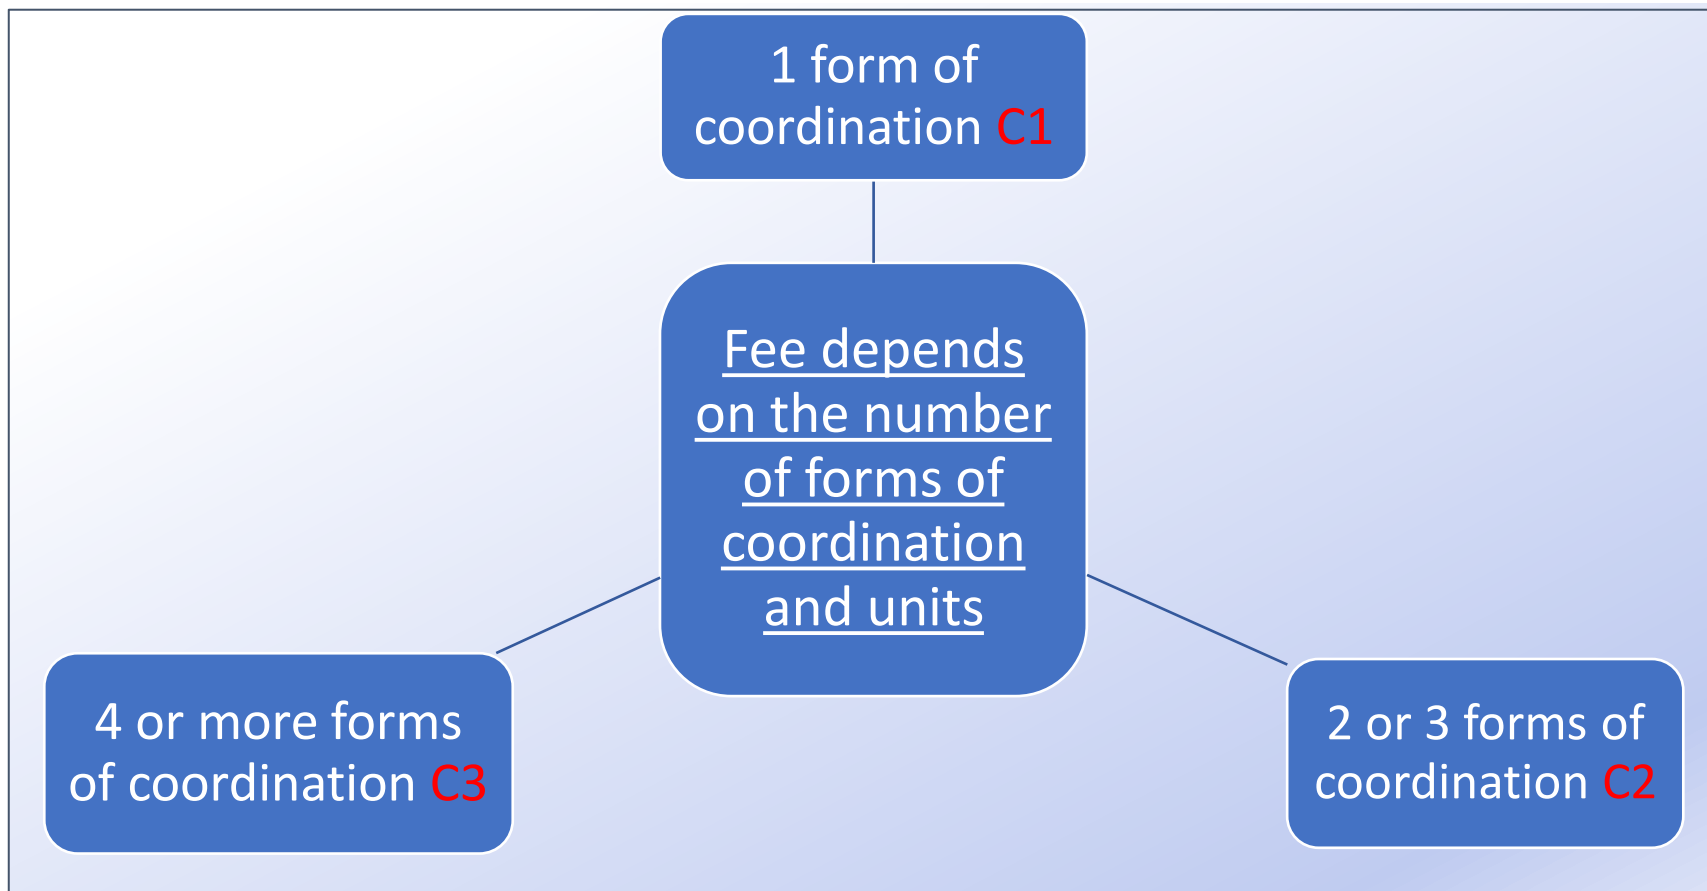 1 form of
coordination C1
Fee depends
on the number
of forms of
coordination
and units
4 or more forms
of coordination C3
2 or 3 forms of
coordination C2